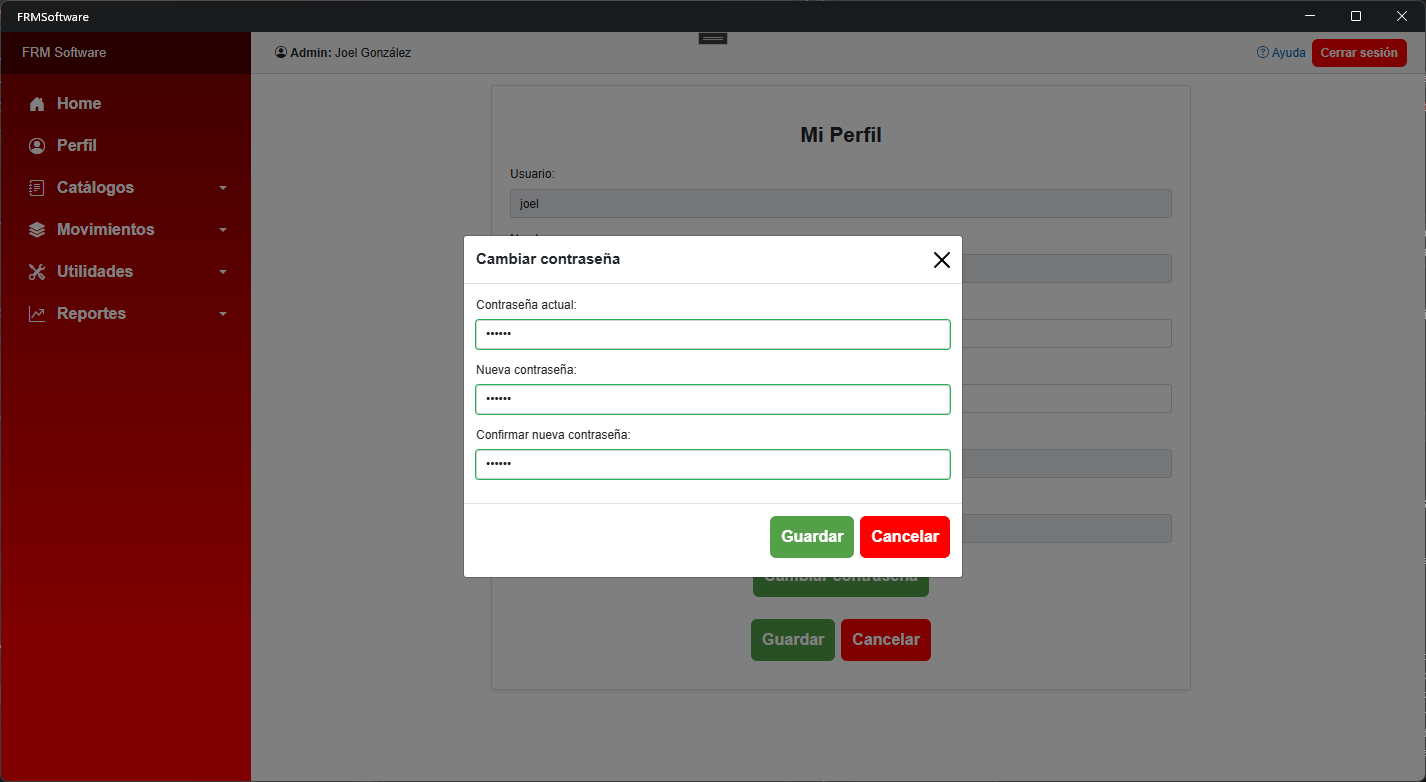 FRMSoftware
FRM Software
Admin: Joel González
Ayuda
Cerrar sesión
Home
Perfil
Catálogos
Movimientos
Utilidades
Reportes
Mi Perfil
Usuario:
joel
Cambiar contraseña
Contraseña actual:
••••••
Nueva contraseña:
••••••
Confirmar nueva contraseña:
••••••
Guardar
Cancelar
Cambiar contraseña
Guardar
Cancelar